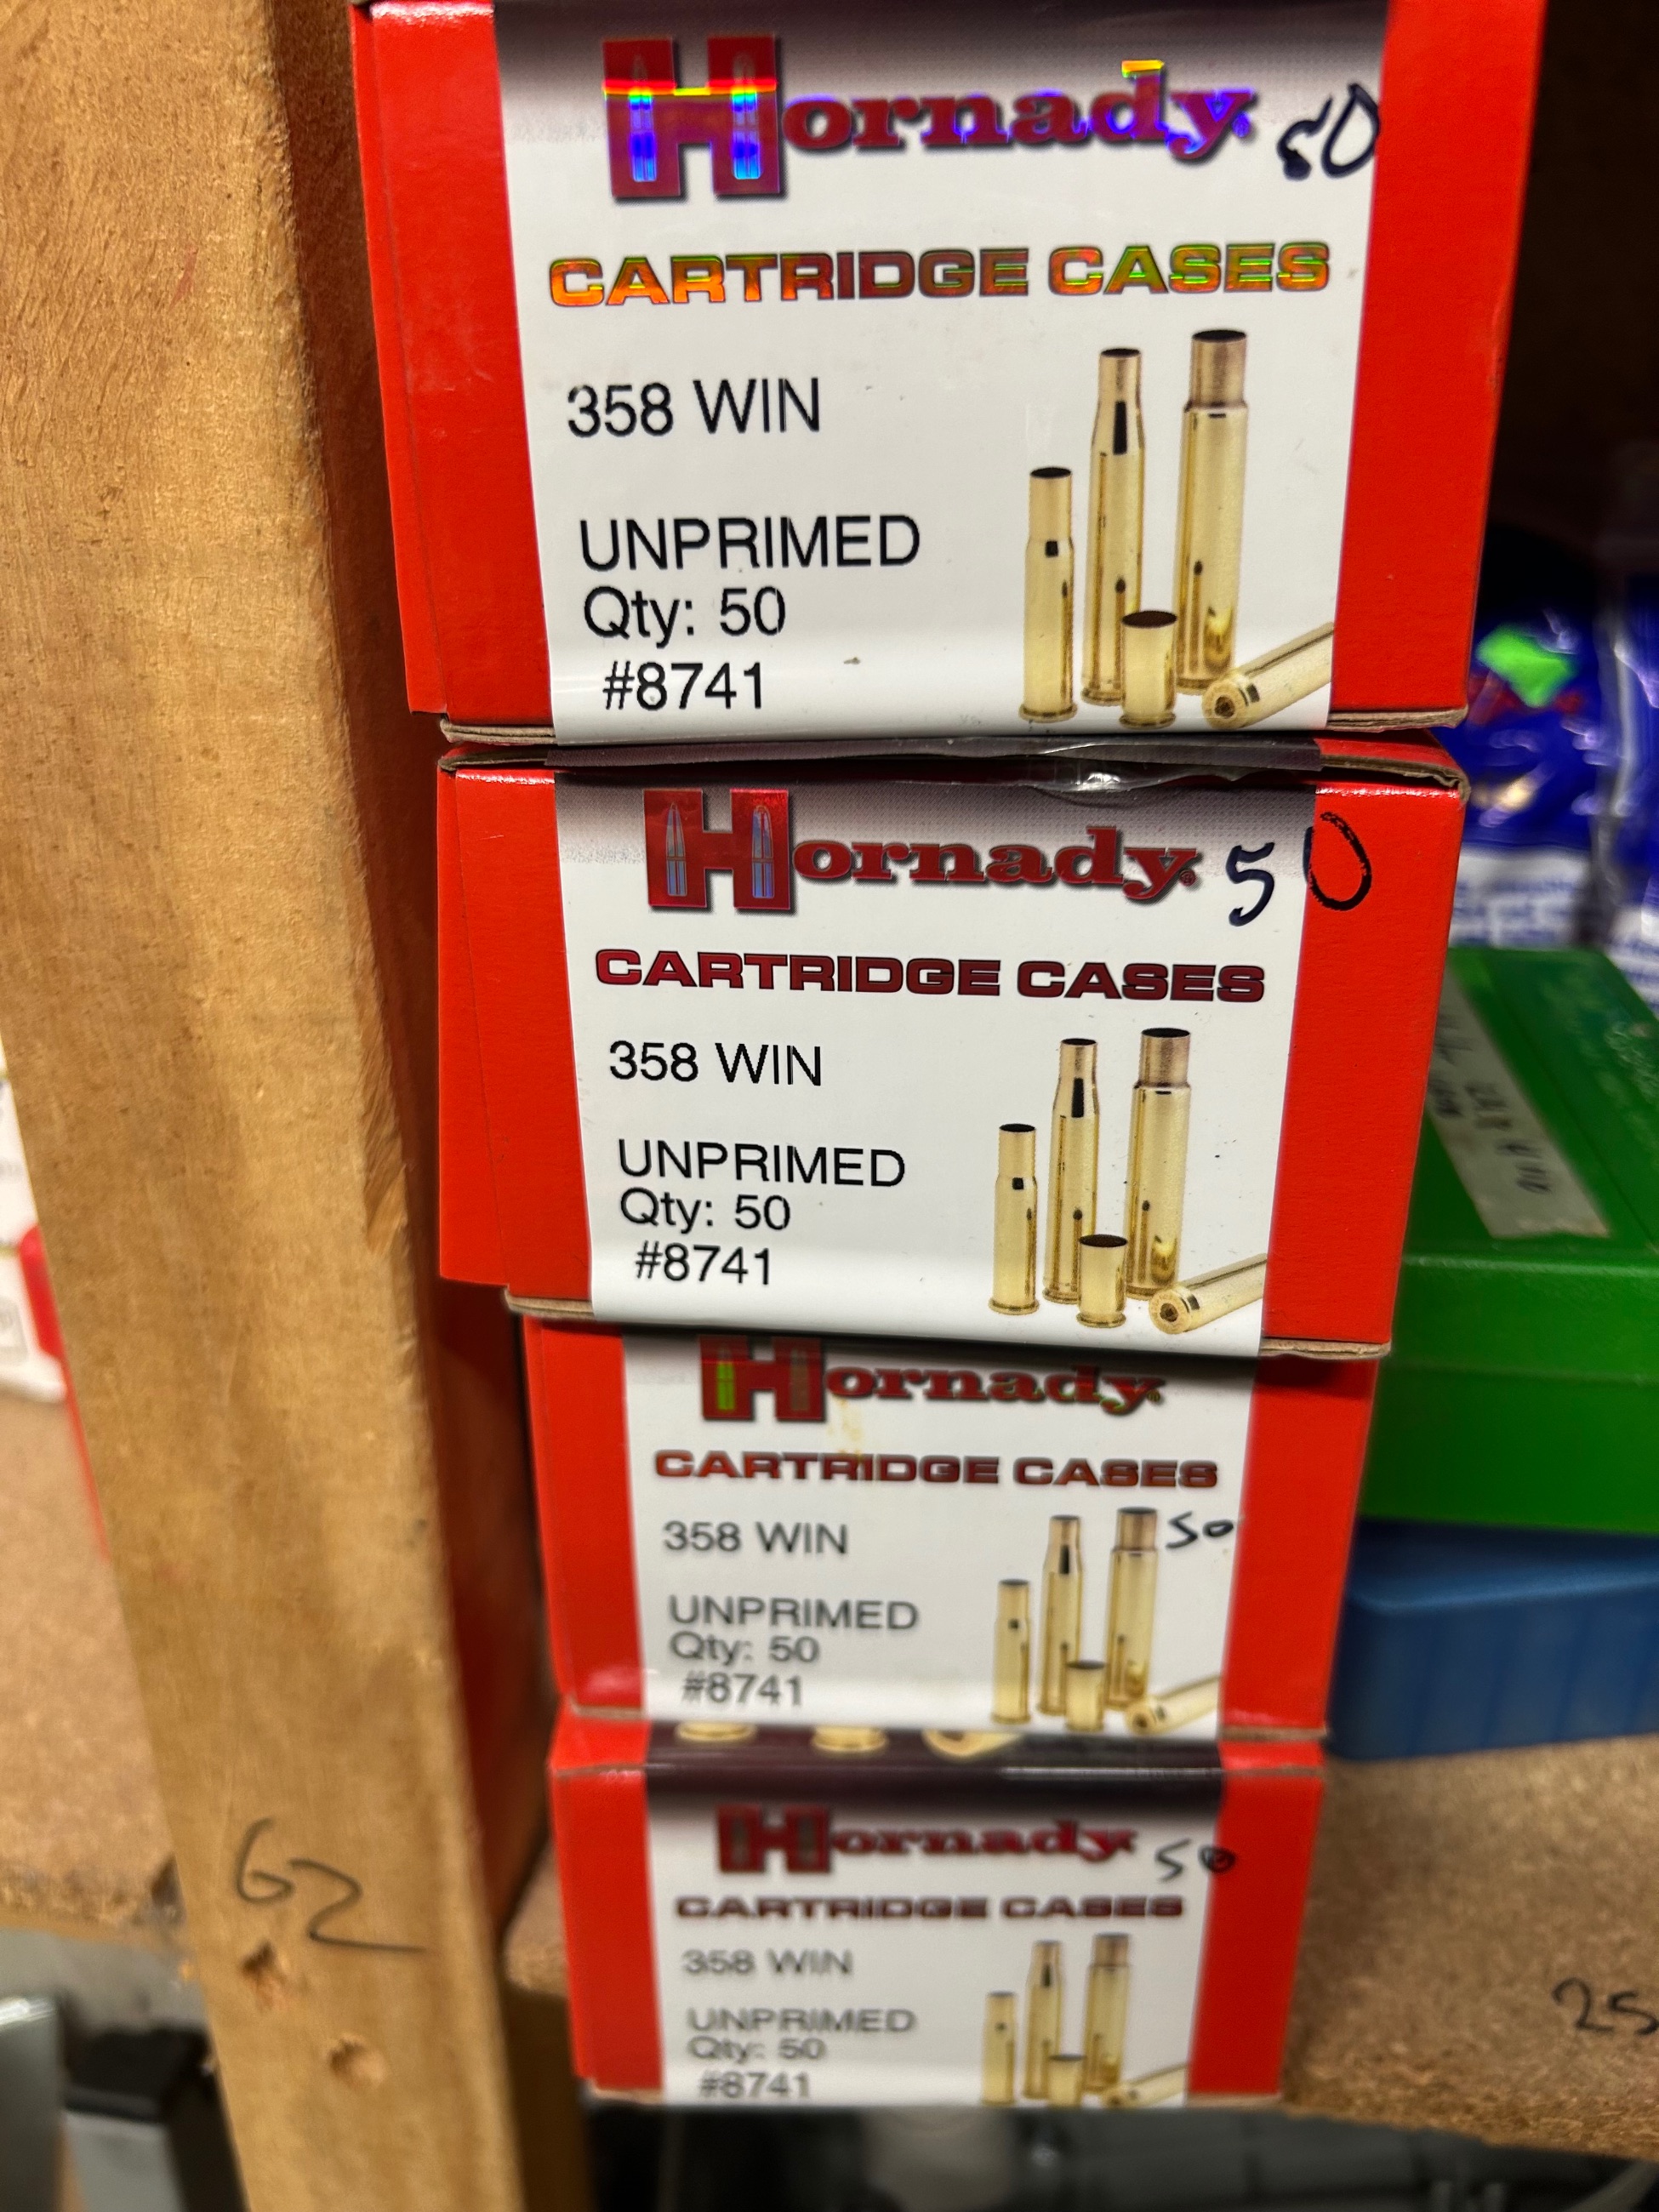 Hornady® 50
CARTRIDGE CASES
358 WIN
UNPRIMED
Qty: 50
#8741
Hornady® 50
CARTRIDGE CASES
358 WIN
UNPRIMED
Qty: 50
#8741
Hornady
CARTRIDGE CASES
358 WIN
50
UNPRIMED
Qty: 50
#8741
Hornady 50
CARTRIDGE CASES
358 WIN
UNPRIMED
Qty: 50
#8741
62
25